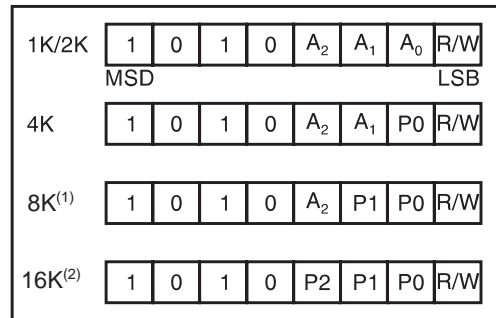 1K/2K 1 0 1 0 A₂ A₁ A₀ R/W
MSD LSB
4K 1 0 1 0 A₂ A₁ P0 R/W
8K⁽¹⁾ 1 0 1 0 A₂ P1 P0 R/W
16K⁽²⁾ 1 0 1 0 P2 P1 P0 R/W